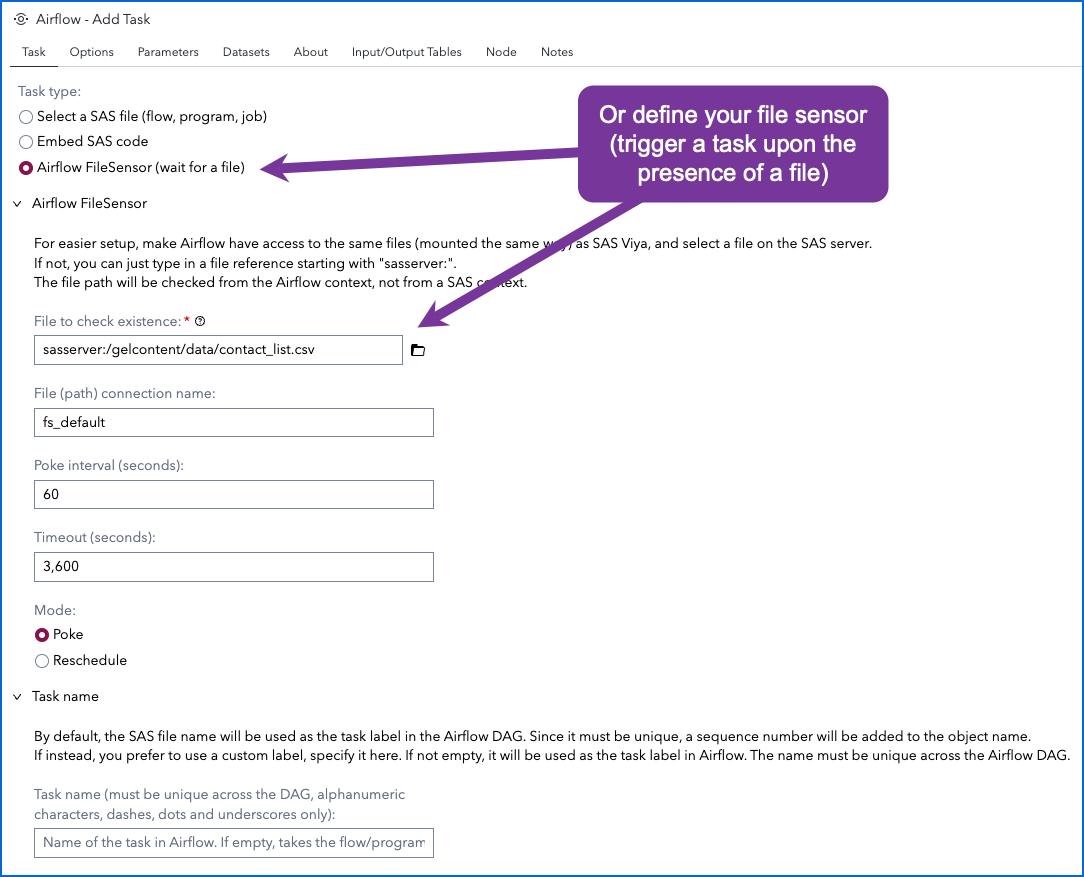 Airflow - Add Task
Task Options Parameters Datasets About Input/Output Tables Node Notes
Task type:
Select a SAS file (flow, program, job)
Embed SAS code
Airflow FileSensor (wait for a file)
Or define your file sensor
(trigger a task upon the
presence of a file)
Airflow FileSensor
For easier setup, make Airflow have access to the same files (mounted the same way) as SAS Viya, and select a file on the SAS server.
If not, you can just type in a file reference starting with "sasserver:".
The file path will be checked from the Airflow context, not from a SAS context.
File to check existence: *
sasserver:/gelcontent/data/contact_list.csv
File (path) connection name:
fs_default
Poke interval (seconds):
60
Timeout (seconds):
3,600
Mode:
Poke
Reschedule
Task name
By default, the SAS file name will be used as the task label in the Airflow DAG. Since it must be unique, a sequence number will be added to the object name.
If instead, you prefer to use a custom label, specify it here. If not empty, it will be used as the task label in Airflow. The name must be unique across the Airflow DAG.
Task name (must be unique across the DAG, alphanumeric
characters, dashes, dots and underscores only):
Name of the task in Airflow. If empty, takes the flow/program